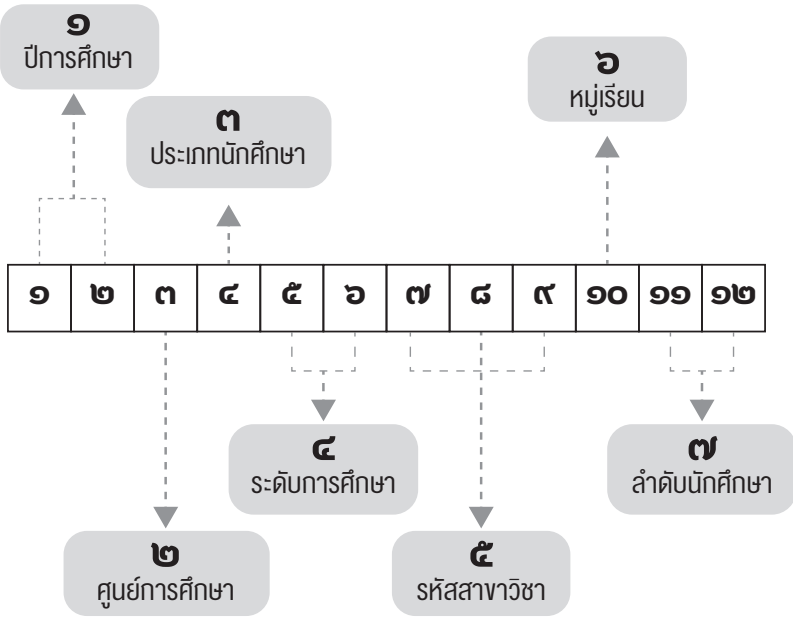 ๑
ปีการศึกษา
๓
ประเภทนักศึกษา
๖
หมู่เรียน
๑ ๒ ๓ ๔ ๕ ๖ ๗ ๘ ๙ ๑๐ ๑๑ ๑๒
๔
ระดับการศึกษา
๗
ลำดับนักศึกษา
๒
ศูนย์การศึกษา
๕
รหัสสาขาวิชา